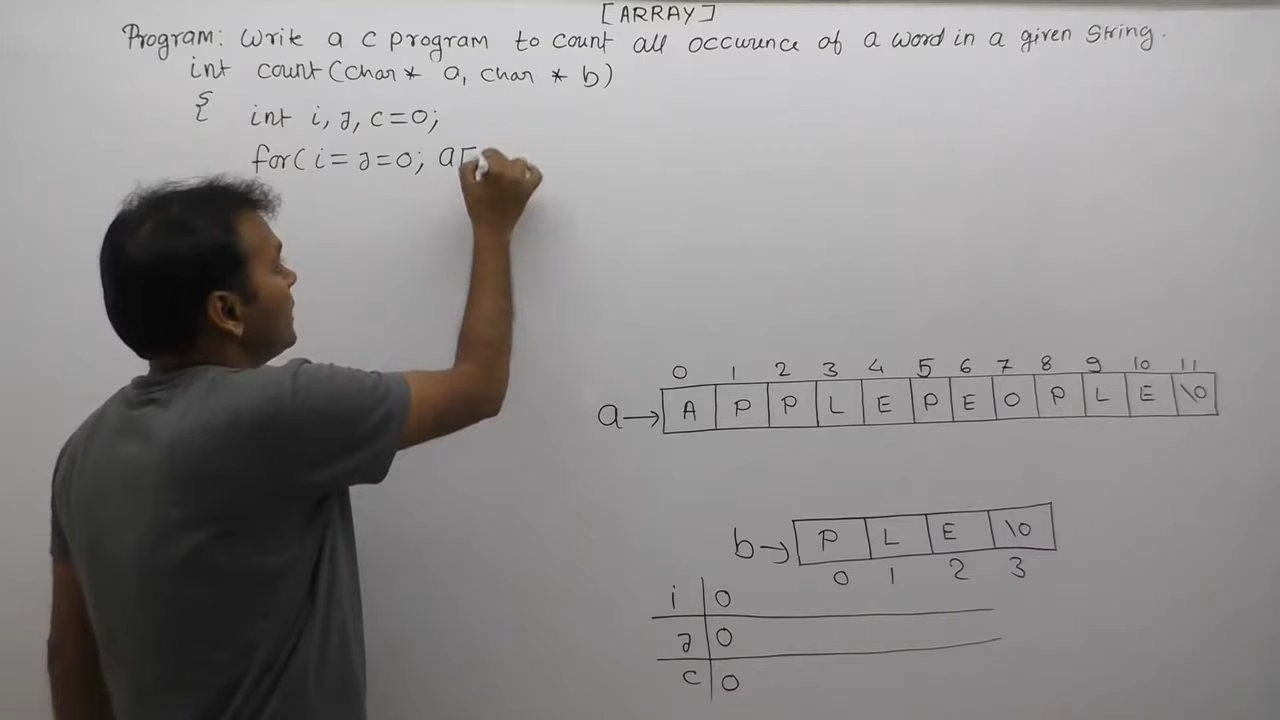 [ARRAY]
Program: Write a c program to count all occurence of a word in a given string.
int count(char * a, char * b)
{ int i, j, c=0;
for(i=j=0; a[
0 1 2 3 4 5 6 7 8 9 10 11
a→ A P P L E P E O P L E \0
b→ P L E \0
0 1 2 3
i 0
j 0
c 0